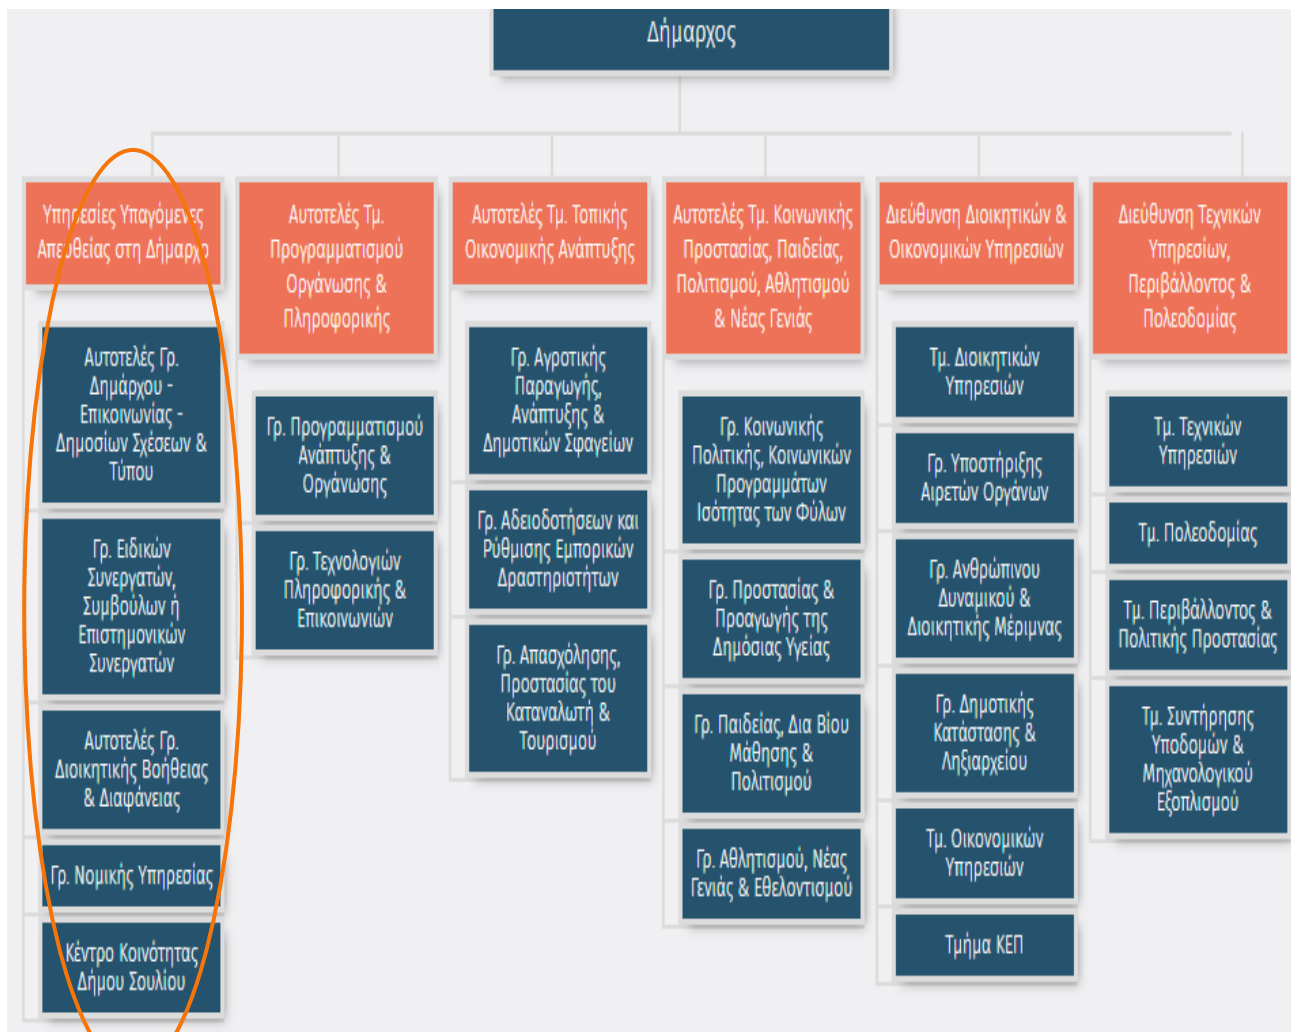 Δήμαρχος
Υπηρεσίες Υπαγόμενες
Απευθείας στη Δήμαρχο
Αυτοτελές Γρ.
Δημάρχου -
Επικοινωνίας -
Δημοσίων Σχέσεων &
Τύπου
Γρ. Ειδικών
Συνεργατών,
Συμβούλων ή
Επιστημονικών
Συνεργατών
Αυτοτελές Γρ.
Διοικητικής Βοήθειας
& Διαφάνειας
Γρ. Νομικής Υπηρεσίας
Κέντρο Κοινότητας
Δήμου Σουλίου
Αυτοτελές Τμ.
Προγραμματισμού
Οργάνωσης &
Πληροφορικής
Γρ. Προγραμματισμού
Ανάπτυξης &
Οργάνωσης
Γρ. Τεχνολογιών
Πληροφορικής &
Επικοινωνιών
Αυτοτελές Τμ. Τοπικής
Οικονομικής Ανάπτυξης
Γρ. Αγροτικής
Παραγωγής,
Ανάπτυξης &
Δημοτικών Σφαγείων
Γρ. Αδειοδοτήσεων και
Ρύθμισης Εμπορικών
Δραστηριοτήτων
Γρ. Απασχόλησης,
Προστασίας του
Καταναλωτή &
Τουρισμού
Αυτοτελές Τμ. Κοινωνικής
Προστασίας, Παιδείας,
Πολιτισμού, Αθλητισμού
& Νέας Γενιάς
Γρ. Κοινωνικής
Πολιτικής, Κοινωνικών
Προγραμμάτων
Ισότητας των Φύλων
Γρ. Προστασίας &
Προαγωγής της
Δημόσιας Υγείας
Γρ. Παιδείας, Δια Βίου
Μάθησης &
Πολιτισμού
Γρ. Αθλητισμού, Νέας
Γενιάς & Εθελοντισμού
Διεύθυνση Διοικητικών &
Οικονομικών Υπηρεσιών
Τμ. Διοικητικών
Υπηρεσιών
Γρ. Υποστήριξης
Αιρετών Οργάνων
Γρ. Ανθρώπινου
Δυναμικού &
Διοικητικής Μέριμνας
Γρ. Δημοτικής
Κατάστασης &
Ληξιαρχείου
Τμ. Οικονομικών
Υπηρεσιών
Τμήμα ΚΕΠ
Διεύθυνση Τεχνικών
Υπηρεσίων,
Περιβάλλοντος &
Πολεοδομίας
Τμ. Τεχνικών
Υπηρεσιών
Τμ. Πολεοδομίας
Τμ. Περιβάλλοντος &
Πολιτικής Προστασίας
Τμ. Συντήρησης
Υποδομών &
Μηχανολογικού
Εξοπλισμού